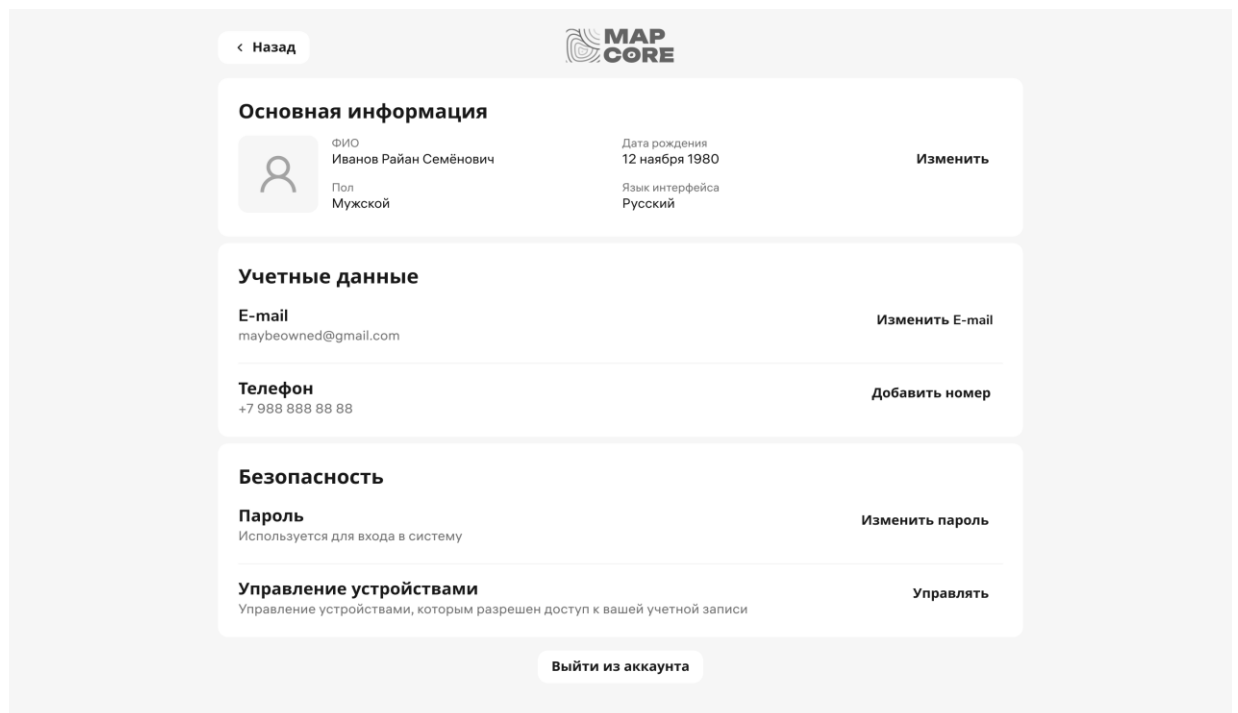 ‹ Назад
MAP
CORE
Основная информация
ФИО
Иванов Райан Семёнович
Дата рождения
12 наября 1980
Изменить
Пол
Мужской
Язык интерфейса
Русский
Учетные данные
E-mail
maybeowned@gmail.com
Изменить E-mail
Телефон
+7 988 888 88 88
Добавить номер
Безопасность
Пароль
Используется для входа в систему
Изменить пароль
Управление устройствами
Управление устройствами, которым разрешен доступ к вашей учетной записи
Управлять
Выйти из аккаунта